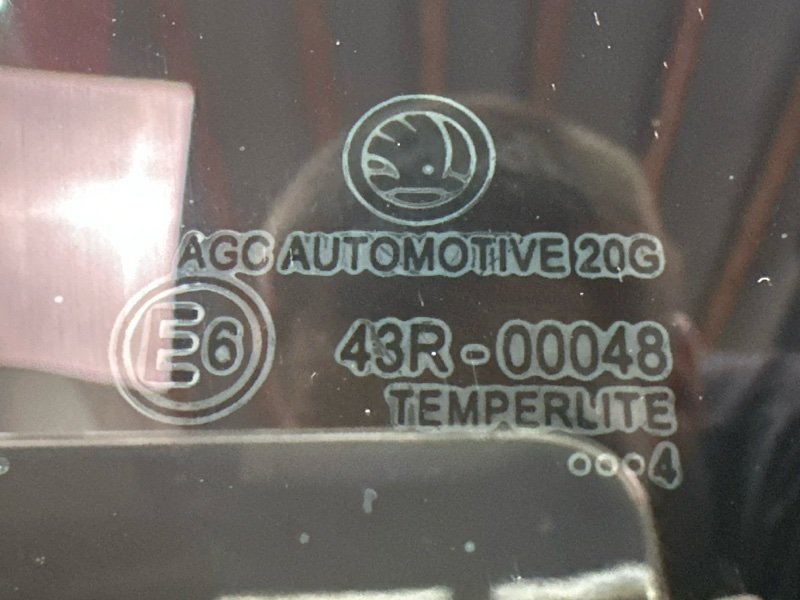 AGC AUTOMOTIVE 20G
E6 43R-00048
TEMPERLITE
...4